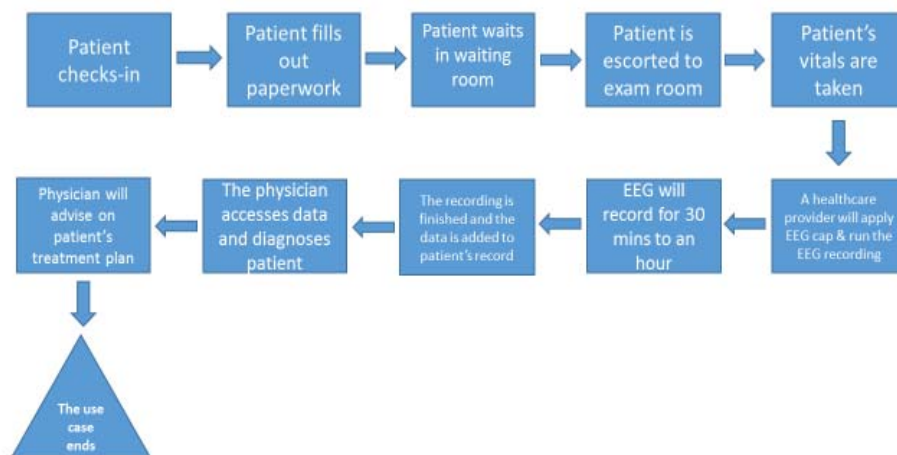 Patient
checks-in
Patient fills
out
paperwork
Patient waits
in waiting
room
Patient is
escorted to
exam room
Patient's
vitals are
taken
A healthcare
provider will apply
EEG cap & run the
EEG recording
EEG will
record for 30
mins to an
hour
The recording is
finished and the
data is added to
patient's record
The physician
accesses data
and diagnoses
patient
Physician will
advise on
patient's
treatment plan
The use
case
ends